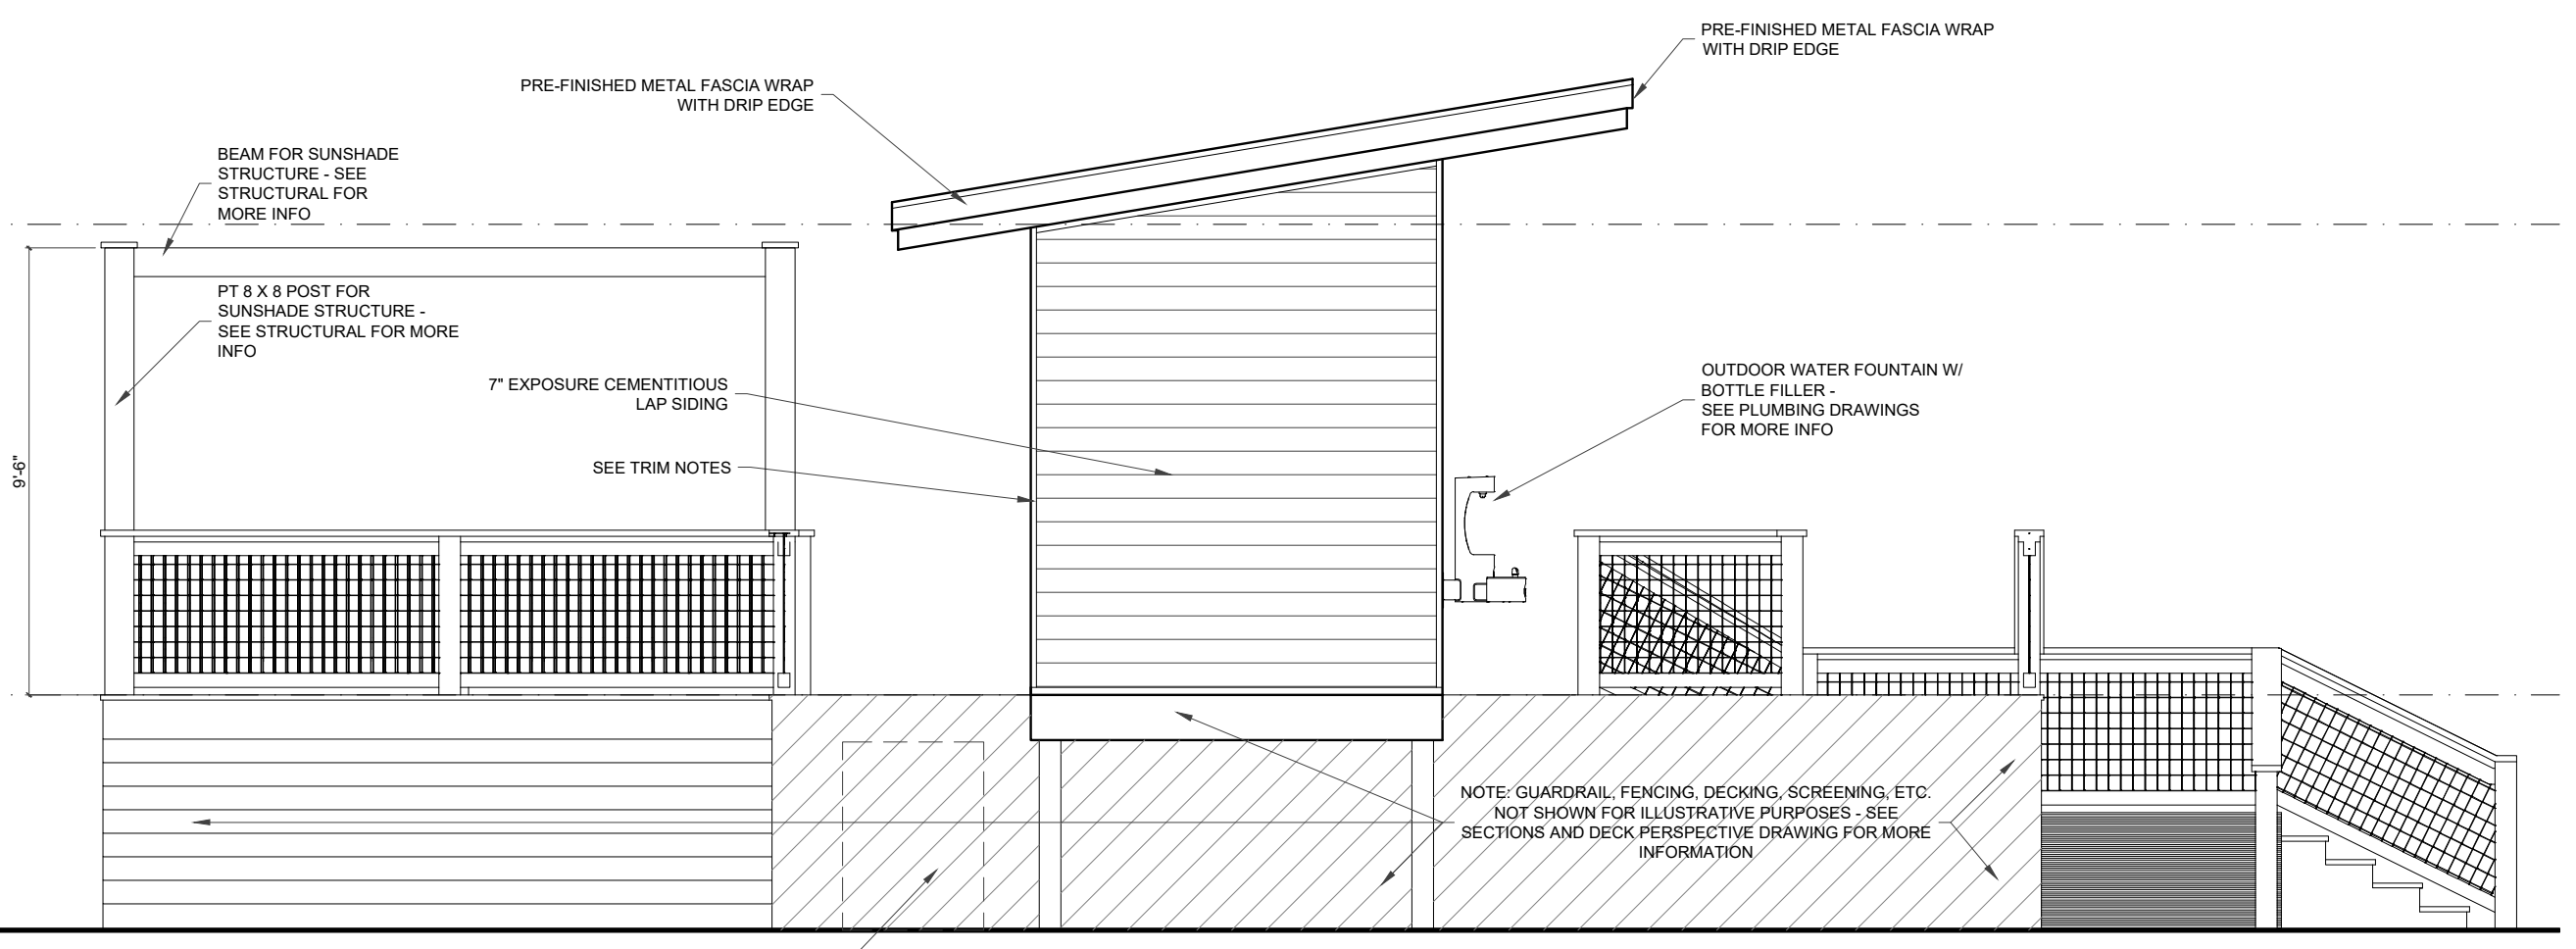 PRE-FINISHED METAL FASCIA WRAP
WITH DRIP EDGE
PRE-FINISHED METAL FASCIA WRAP
WITH DRIP EDGE
BEAM FOR SUNSHADE
STRUCTURE - SEE
STRUCTURAL FOR
MORE INFO
PT 8 X 8 POST FOR
SUNSHADE STRUCTURE -
SEE STRUCTURAL FOR MORE
INFO
7" EXPOSURE CEMENTITIOUS
LAP SIDING
SEE TRIM NOTES
OUTDOOR WATER FOUNTAIN W/
BOTTLE FILLER -
SEE PLUMBING DRAWINGS
FOR MORE INFO
9'-6"
NOTE: GUARDRAIL, FENCING, DECKING, SCREENING, ETC.
NOT SHOWN FOR ILLUSTRATIVE PURPOSES - SEE
SECTIONS AND DECK PERSPECTIVE DRAWING FOR MORE
INFORMATION